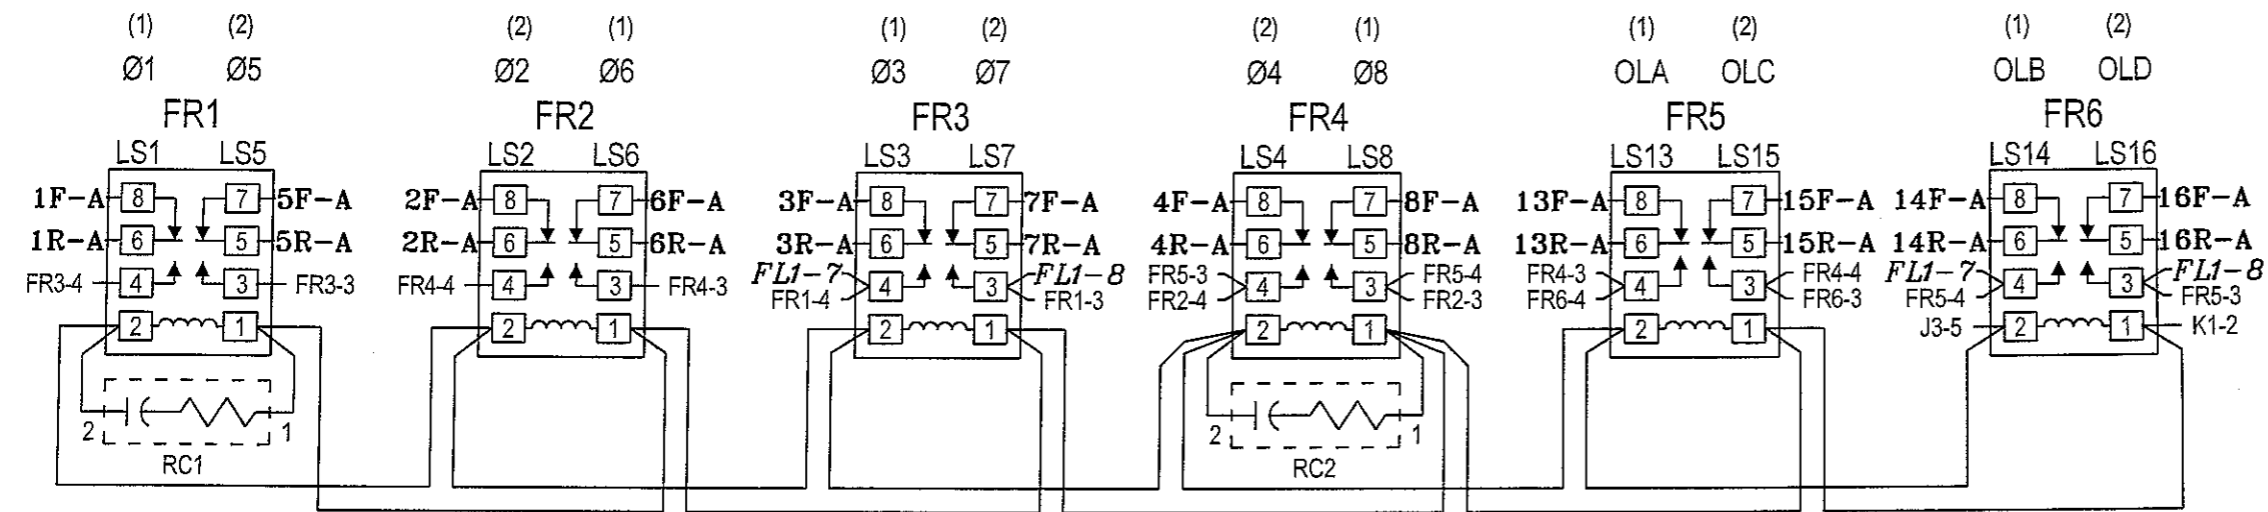 (1) (2) (2) (1) (1) (2) (2) (1) (1) (2) (1) (2)
Ø1 Ø5 Ø2 Ø6 Ø3 Ø7 Ø4 Ø8 OLA OLC OLB OLD
FR1 FR2 FR3 FR4 FR5 FR6
LS1 LS5 LS2 LS6 LS3 LS7 LS4 LS8 LS13 LS15 LS14 LS16
1F-A 8 7 5F-A 2F-A 8 7 6F-A 3F-A 8 7 7F-A 4F-A 8 7 8F-A 13F-A 8 7 15F-A 14F-A 8 7 16F-A
1R-A 6 5 5R-A 2R-A 6 5 6R-A 3R-A 6 5 7R-A 4R-A 6 5 8R-A 13R-A 6 5 15R-A 14R-A 6 5 16R-A
FL1-7 FL1-8 FR5-3 FR5-4 FR4-3 FR4-4 FL1-7 FL1-8
FR3-4 4 3 FR3-3 FR4-4 4 3 FR4-3 FR1-4 4 3 FR1-3 FR2-4 4 3 FR2-3 FR6-4 4 3 FR6-3 FR5-4 4 3 FR5-3
2 1 2 1 2 1 2 1 2 1 J3-5 2 1 K1-2
2 1 2 1
RC1 RC2